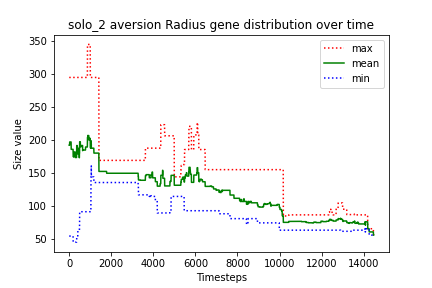 solo_2 aversion Radius gene distribution over time
350
300
250
200
150
100
50
Size value
max
mean
min
0 2000 4000 6000 8000 10000 12000 14000
Timesteps